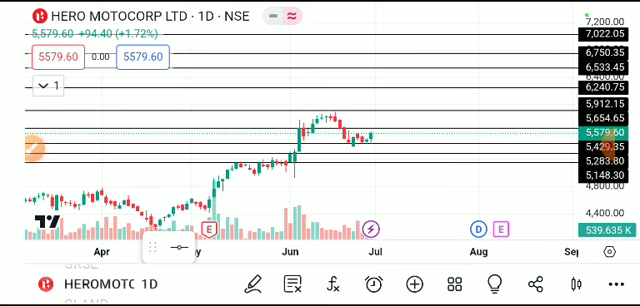 HERO MOTOCORP LTD · 1D · NSE
5,579.60 +94.40 (+1.72%)
5579.60 0.00 5579.60
1
7,200.00
7,022.05
6,750.35
6,533.45
6,400.00
6,240.75
5,912.15
5,654.65
5,579.60
5,429.35
5,283.80
5,148.30
4,800.00
4,400.00
539.635 K
E
D E
Apr Jun Jul Aug Sep
HEROMOTC 1D